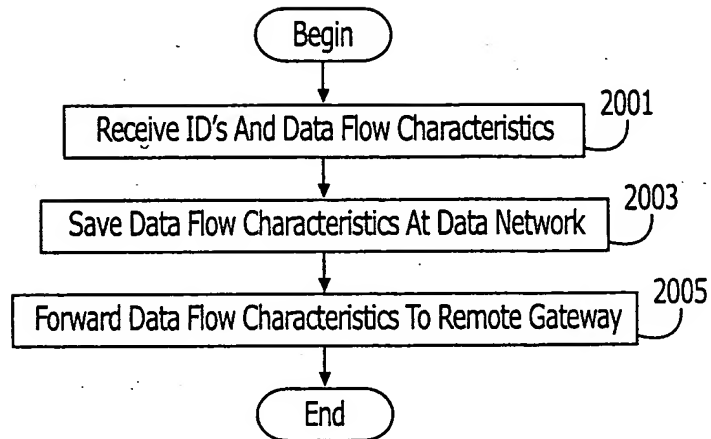 Begin
Receive ID's And Data Flow Characteristics
2001
Save Data Flow Characteristics At Data Network
2003
Forward Data Flow Characteristics To Remote Gateway
2005
End